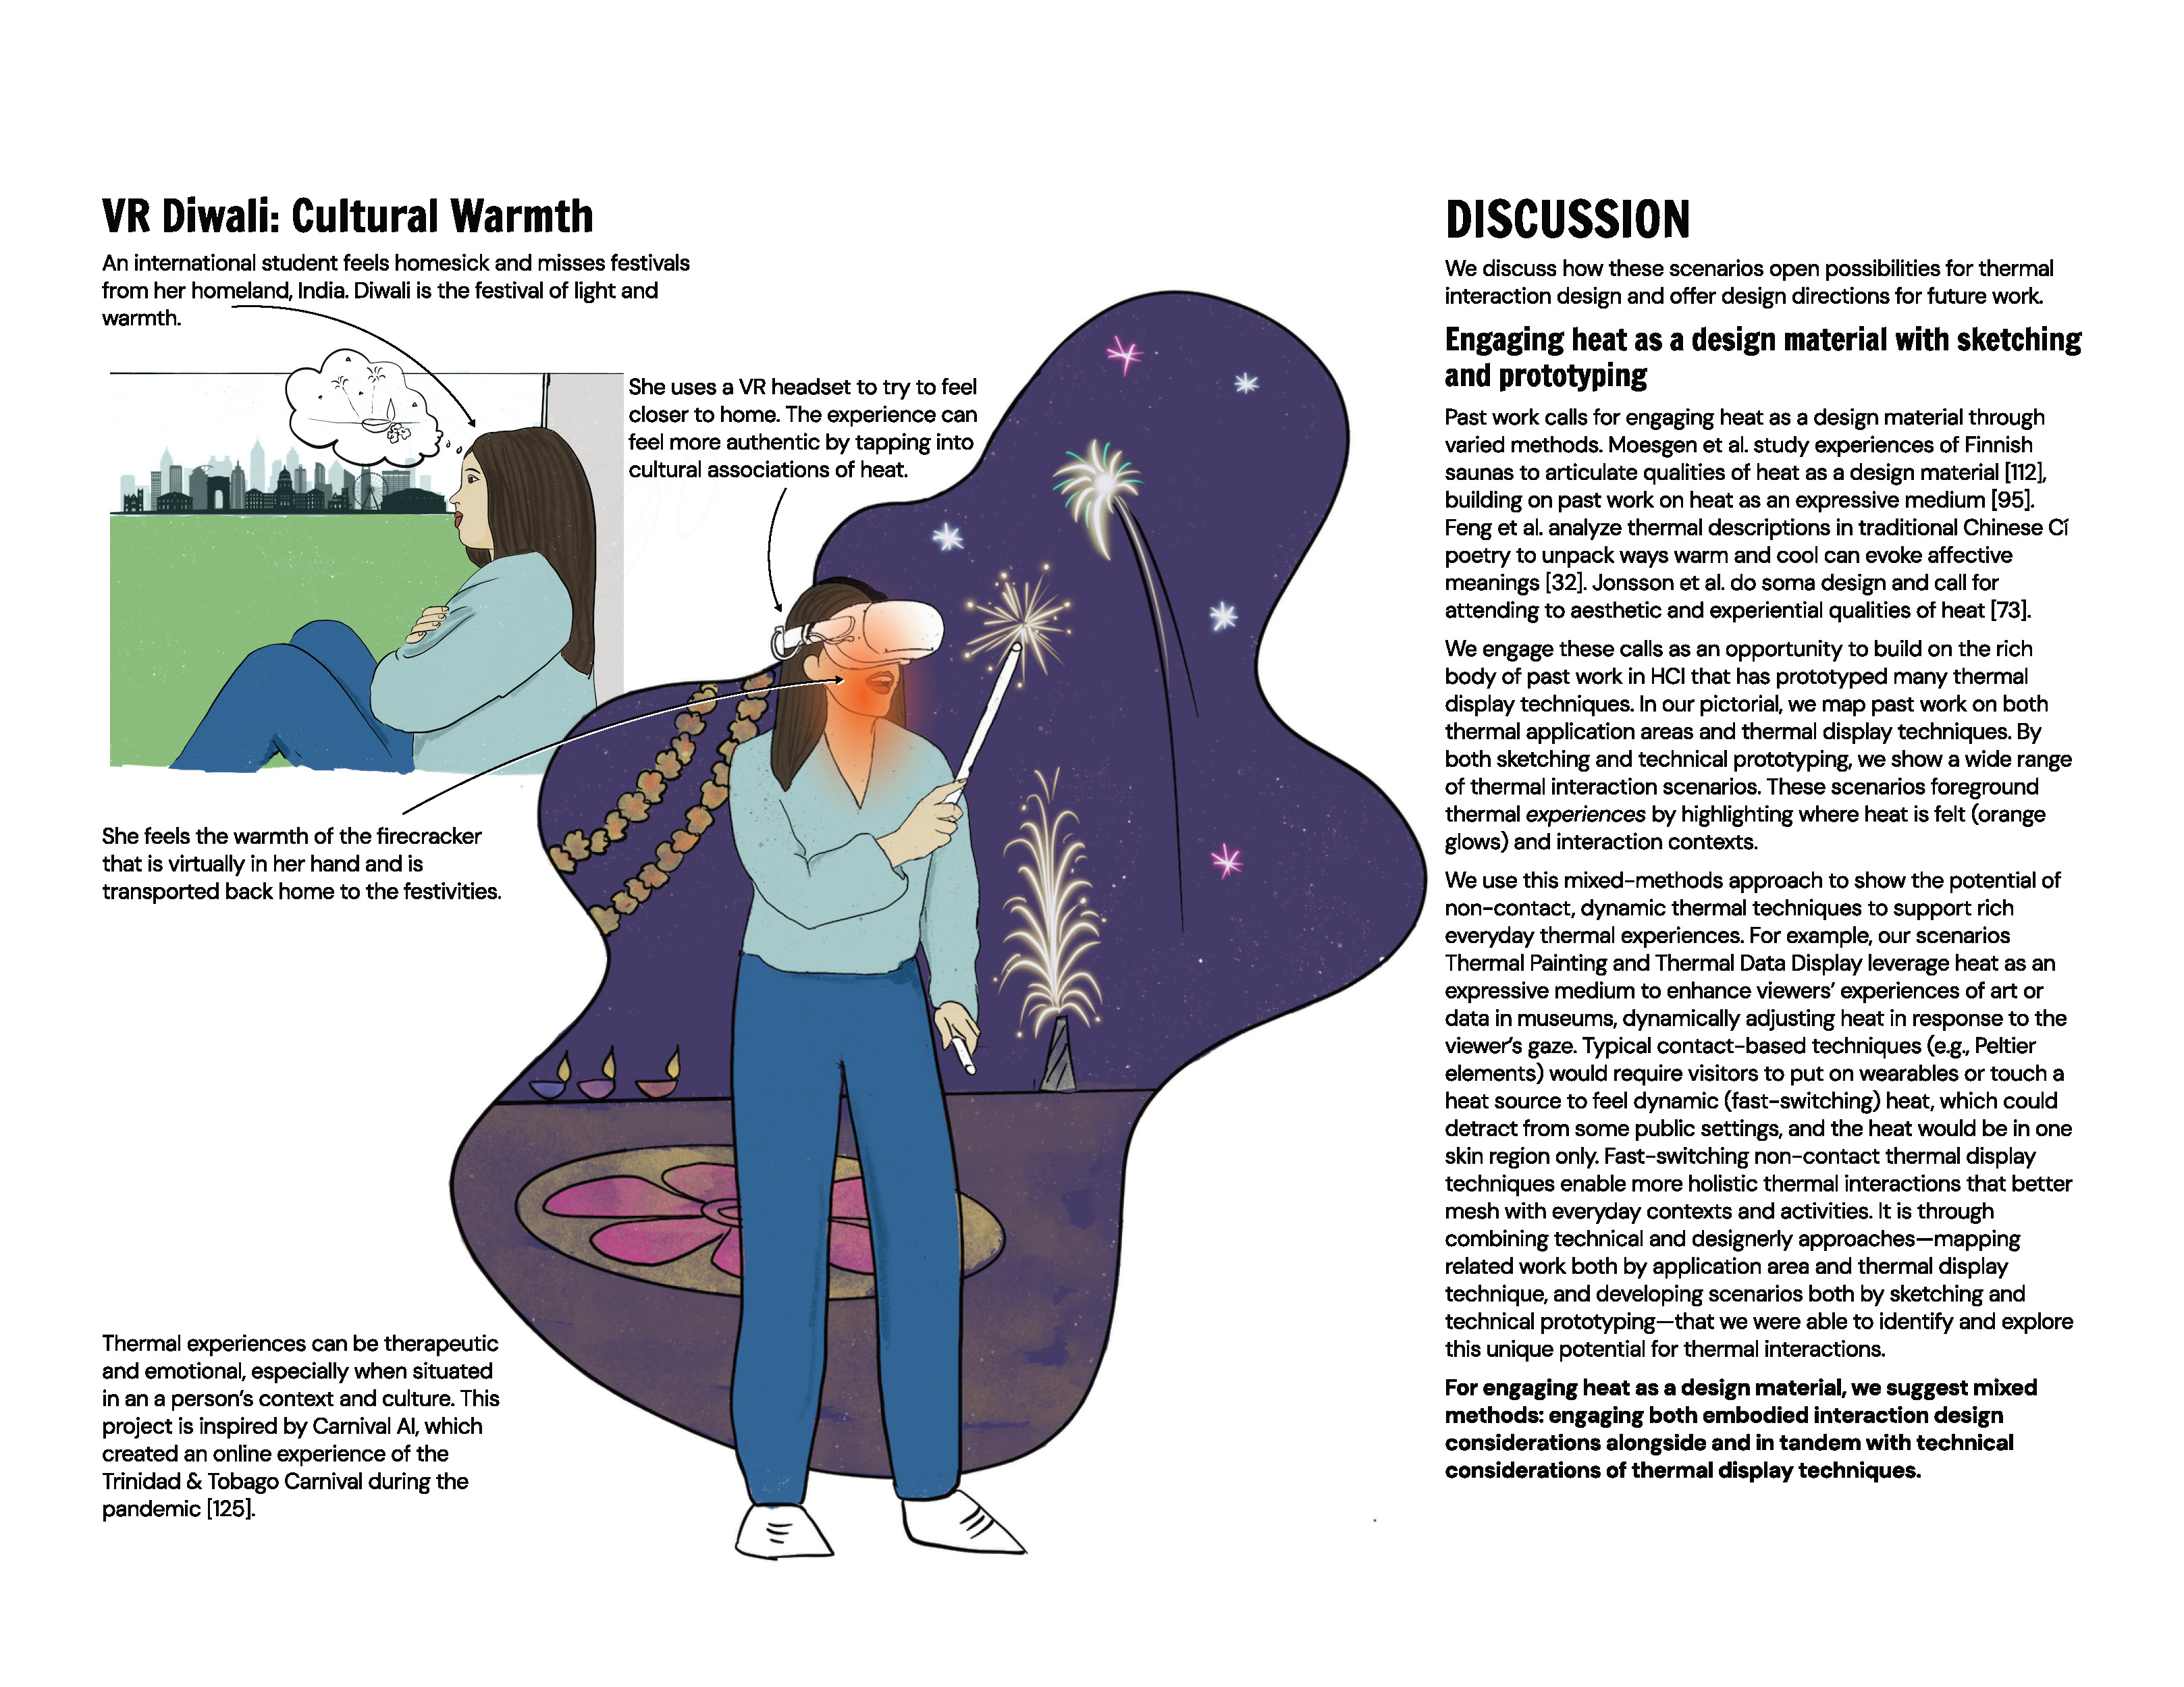 VR Diwali: Cultural Warmth
An international student feels homesick and misses festivals
from her homeland, India. Diwali is the festival of light and
warmth.
She uses a VR headset to try to feel
closer to home. The experience can
feel more authentic by tapping into
cultural associations of heat.
She feels the warmth of the firecracker
that is virtually in her hand and is
transported back home to the festivities.
Thermal experiences can be therapeutic
and emotional, especially when situated
in an a person's context and culture. This
project is inspired by Carnival AI, which
created an online experience of the
Trinidad & Tobago Carnival during the
pandemic [125].
DISCUSSION
We discuss how these scenarios open possibilities for thermal
interaction design and offer design directions for future work.
Engaging heat as a design material with sketching
and prototyping
Past work calls for engaging heat as a design material through
varied methods. Moesgen et al. study experiences of Finnish
saunas to articulate qualities of heat as a design material [112],
building on past work on heat as an expressive medium [95].
Feng et al. analyze thermal descriptions in traditional Chinese Cí
poetry to unpack ways warm and cool can evoke affective
meanings [32]. Jonsson et al. do soma design and call for
attending to aesthetic and experiential qualities of heat [73].
We engage these calls as an opportunity to build on the rich
body of past work in HCI that has prototyped many thermal
display techniques. In our pictorial, we map past work on both
thermal application areas and thermal display techniques. By
both sketching and technical prototyping, we show a wide range
of thermal interaction scenarios. These scenarios foreground
thermal experiences by highlighting where heat is felt (orange
glows) and interaction contexts.
We use this mixed-methods approach to show the potential of
non-contact, dynamic thermal techniques to support rich
everyday thermal experiences. For example, our scenarios
Thermal Painting and Thermal Data Display leverage heat as an
expressive medium to enhance viewers' experiences of art or
data in museums, dynamically adjusting heat in response to the
viewer's gaze. Typical contact-based techniques (e.g., Peltier
elements) would require visitors to put on wearables or touch a
heat source to feel dynamic (fast-switching) heat, which could
detract from some public settings, and the heat would be in one
skin region only. Fast-switching non-contact thermal display
techniques enable more holistic thermal interactions that better
mesh with everyday contexts and activities. It is through
combining technical and designerly approaches—mapping
related work both by application area and thermal display
technique, and developing scenarios both by sketching and
technical prototyping—that we were able to identify and explore
this unique potential for thermal interactions.
For engaging heat as a design material, we suggest mixed
methods: engaging both embodied interaction design
considerations alongside and in tandem with technical
considerations of thermal display techniques.